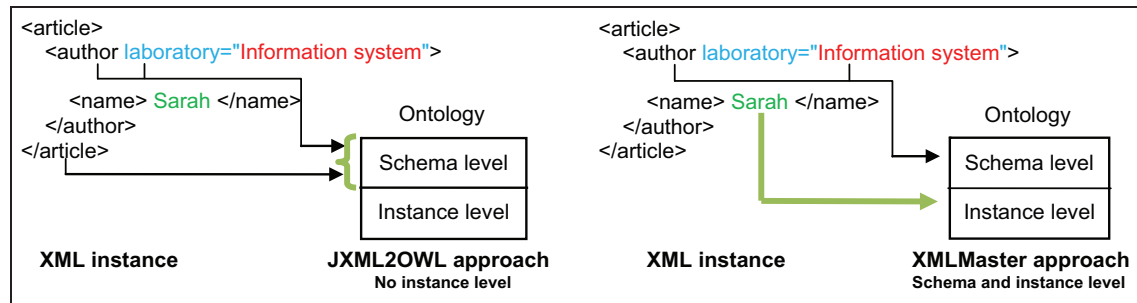 <article>
<author laboratory="Information system">
<name> Sarah </name>
</author>
</article>
Ontology
Schema level
Instance level
XML instance
JXML2OWL approach
No instance level
<article>
<author laboratory="Information system">
<name> Sarah </name>
</author>
</article>
Ontology
Schema level
Instance level
XML instance
XMLMaster approach
Schema and instance level